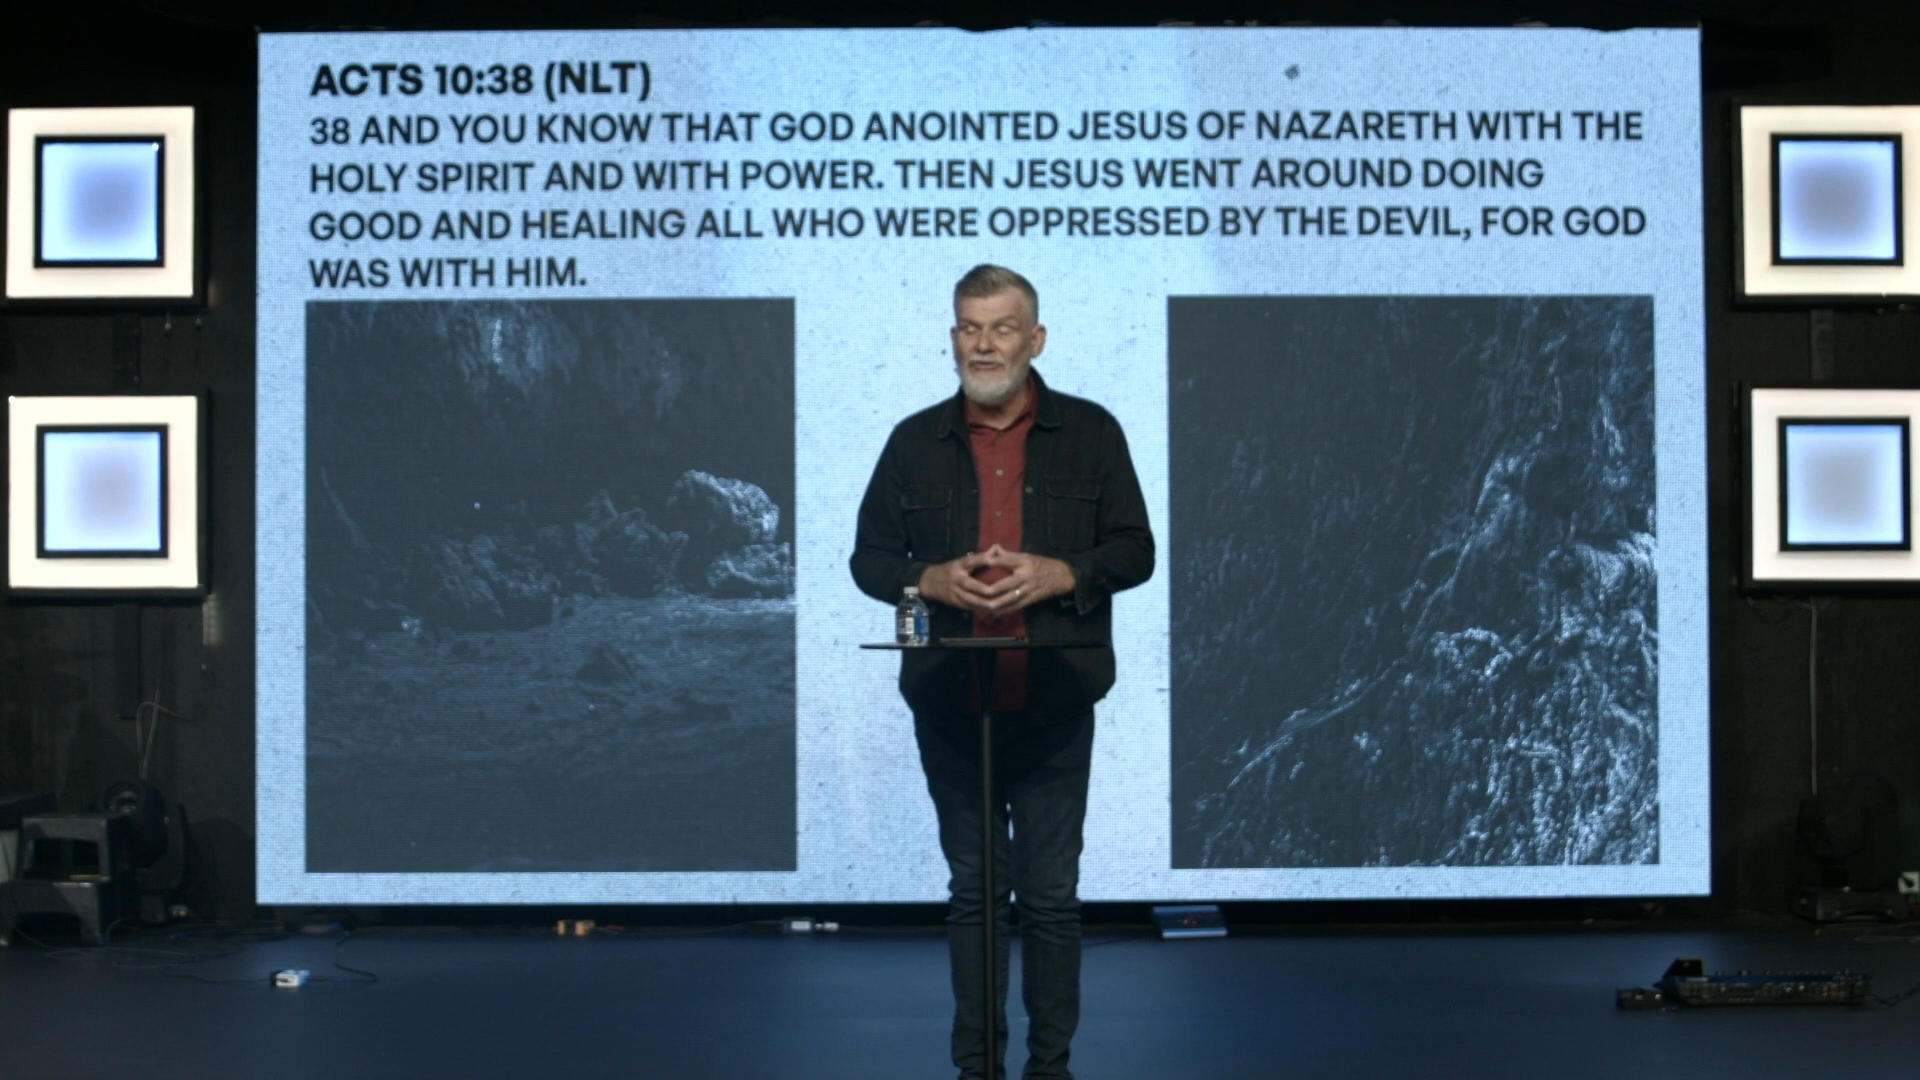 ACTS 10:38 (NLT)
38 AND YOU KNOW THAT GOD ANOINTED JESUS OF NAZARETH WITH THE
HOLY SPIRIT AND WITH POWER. THEN JESUS WENT AROUND DOING
GOOD AND HEALING ALL WHO WERE OPPRESSED BY THE DEVIL, FOR GOD
WAS WITH HIM.